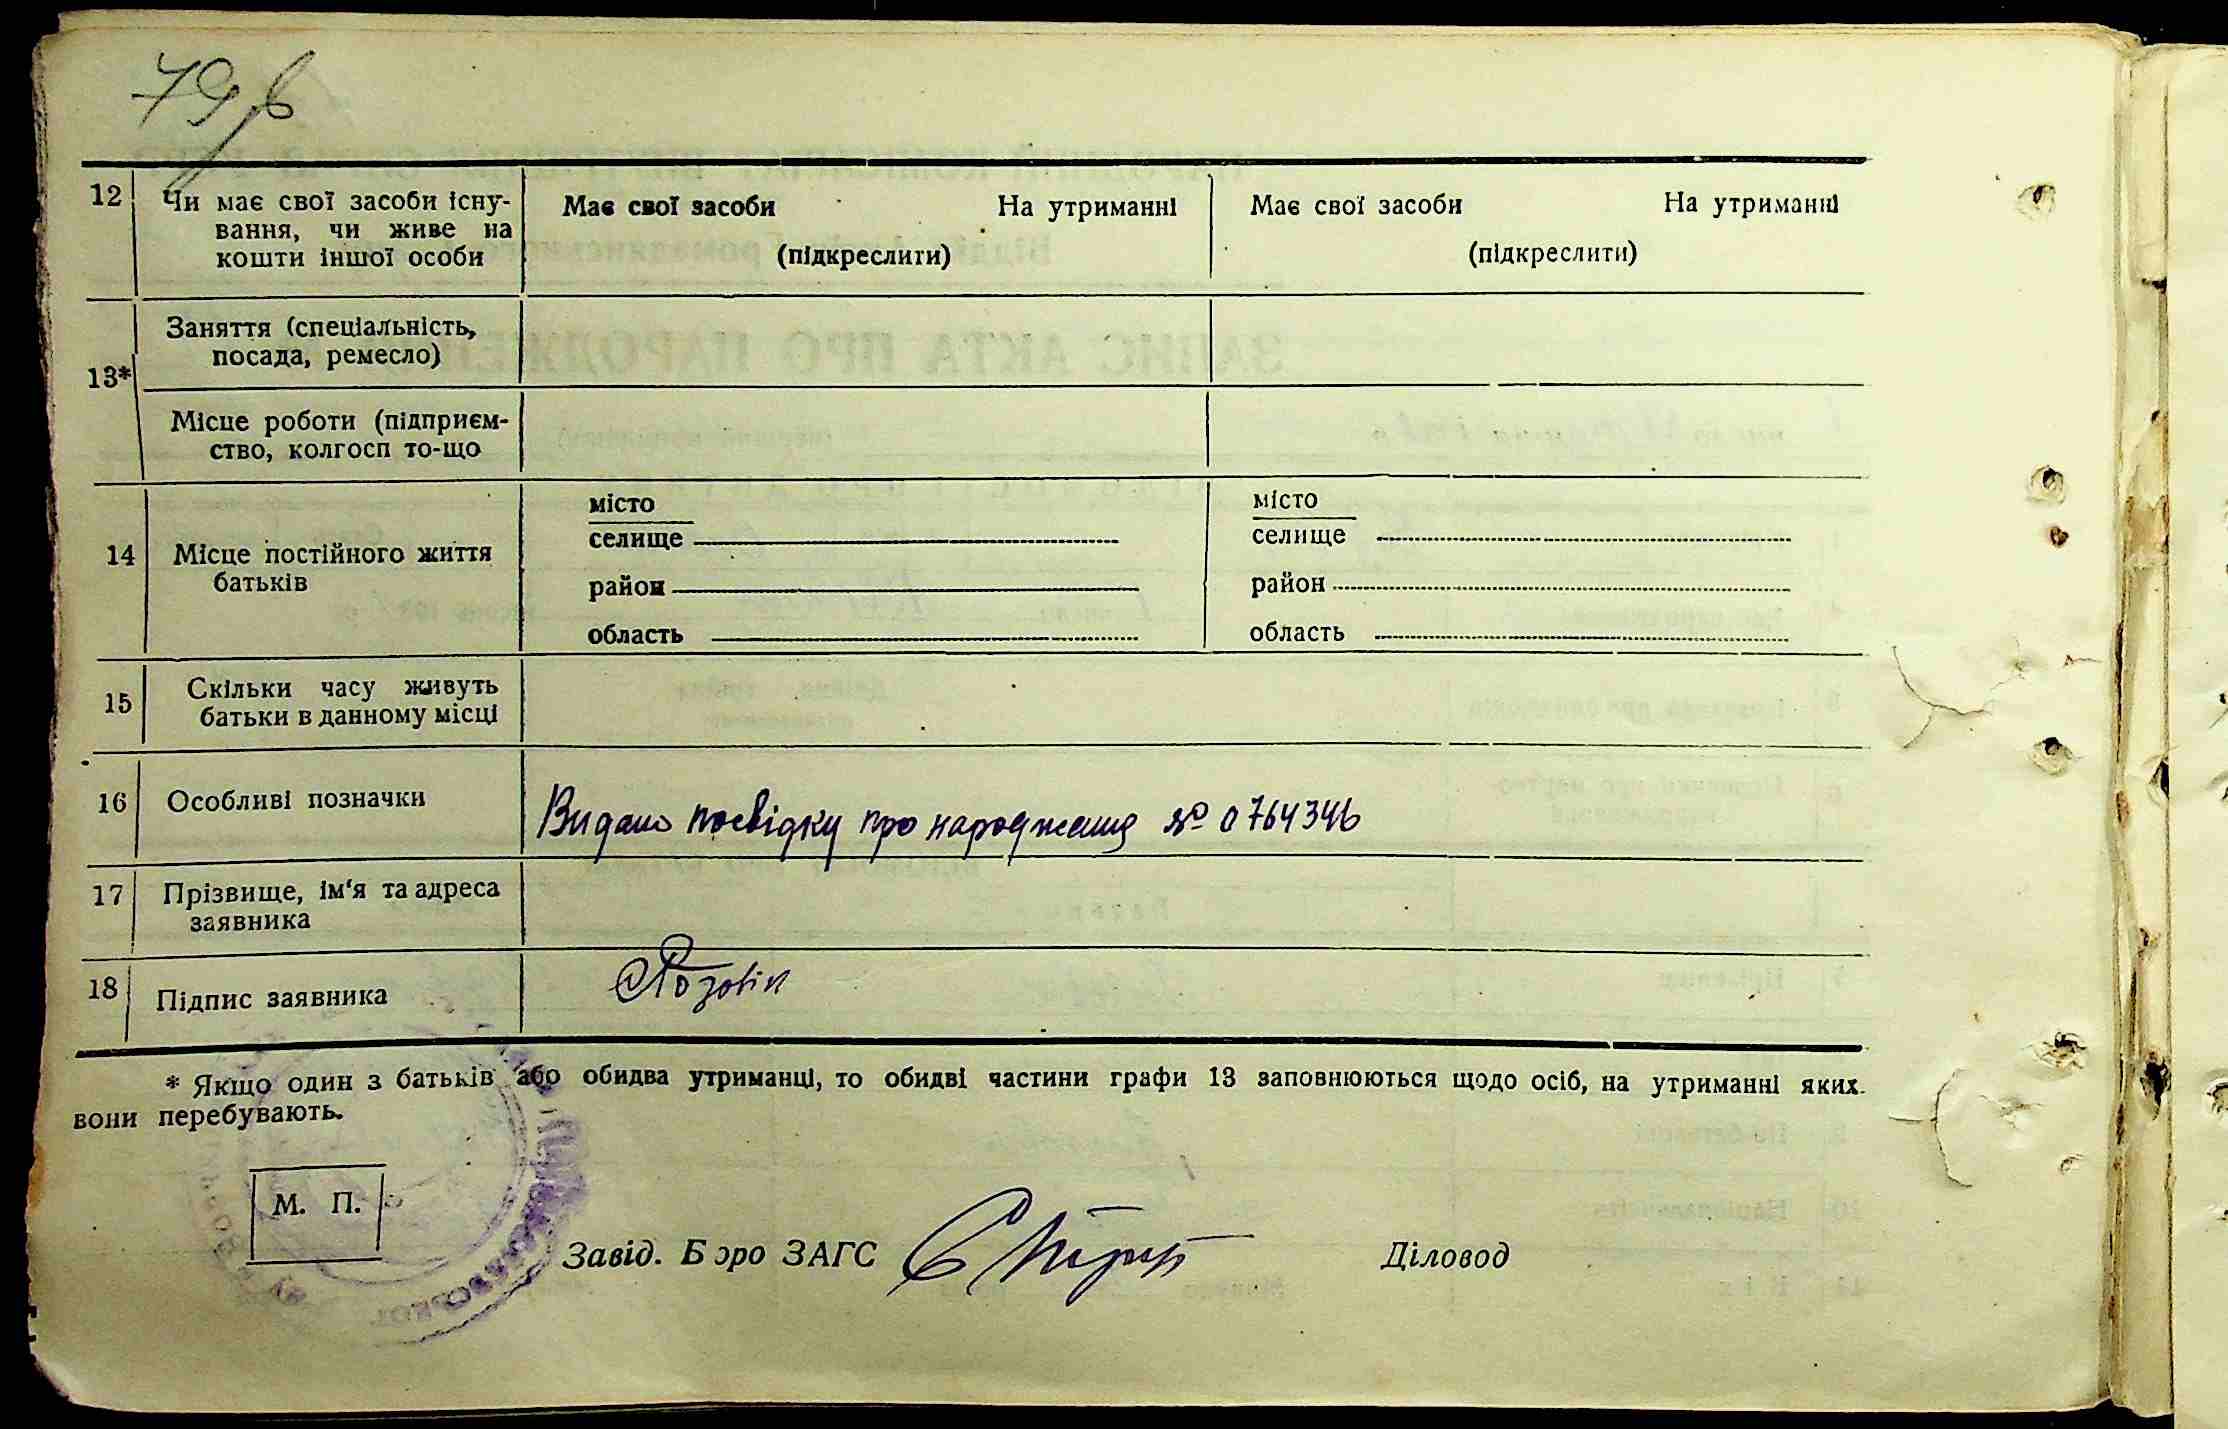 12
Чи має свої засоби існу-
вання, чи живе на
кошти іншої особи
Має свої засоби На утриманні
(підкреслити)
Має свої засоби На утриманні
(підкреслити)
13*
Заняття (спеціальність,
посада, ремесло)
Місце роботи (підприєм-
ство, колгосп то-що
14
Місце постійного життя
батьків
місто
селище
район
область
місто
селище
район
область
15
Скільки часу живуть
батьки в данному місці
16
Особливі позначки
Видано посвідку про народження № 0764346
17
Прізвище, ім'я та адреса
заявника
18
Підпис заявника
* Якщо один з батьків або обидва утриманці, то обидві частини графи 13 заповнюються щодо осіб, на утриманні яких
вони перебувають.
М. П.
Завід. Бюро ЗАГС
Діловод